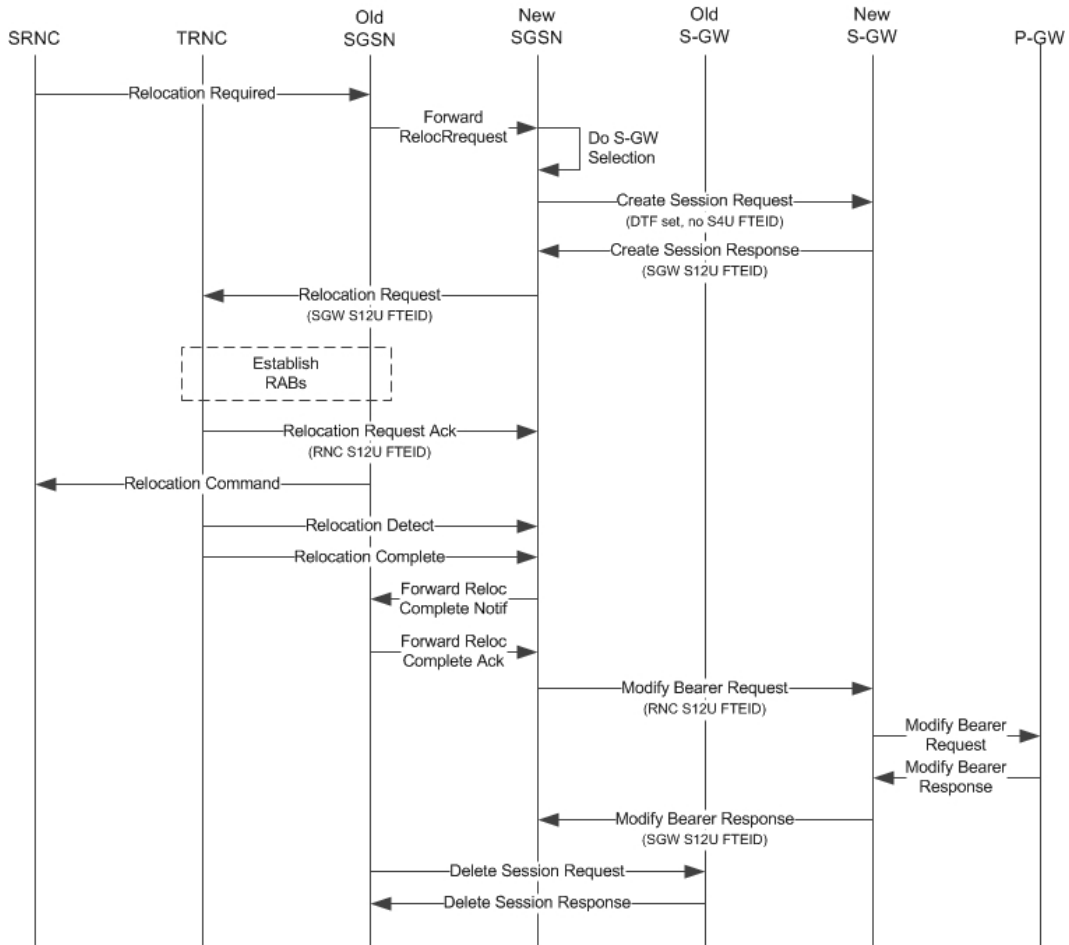 Old
New
Old
New
SRNC
TRNC
SGSN
SGSN
S-GW
S-GW
P-GW
Relocation Required
Forward
RelocRrequest
Do S-GW
Selection
Create Session Request
(DTF set, no S4U FTEID)
Create Session Response
(SGW S12U FTEID)
Relocation Request
(SGW S12U FTEID)
Establish
RABs
Relocation Request Ack
(RNC S12U FTEID)
Relocation Command
Relocation Detect
Relocation Complete
Forward Reloc
Complete Notif
Forward Reloc
Complete Ack
Modify Bearer Request
(RNC S12U FTEID)
Modify Bearer
Request
Modify Bearer
Response
Modify Bearer Response
(SGW S12U FTEID)
Delete Session Request
Delete Session Response